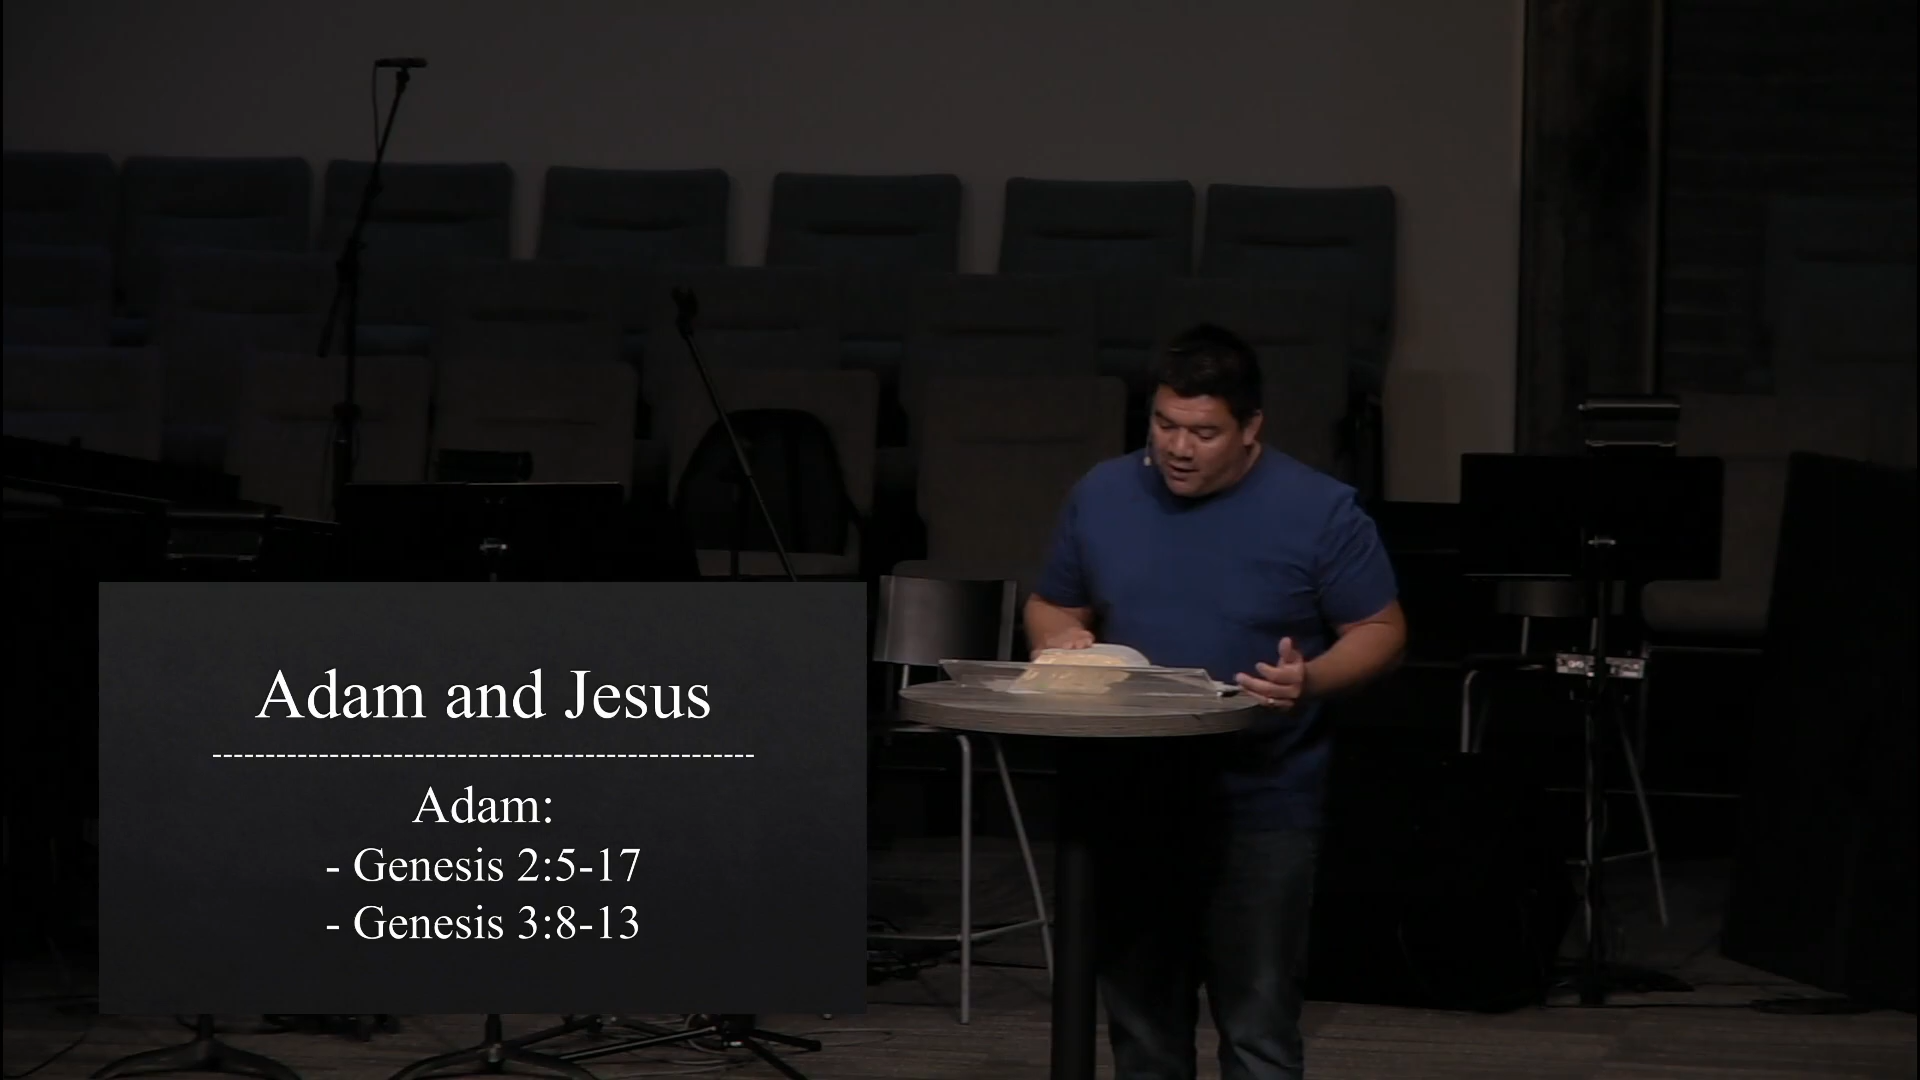 Adam and Jesus
--------------------------------------------------
Adam:
- Genesis 2:5-17
- Genesis 3:8-13